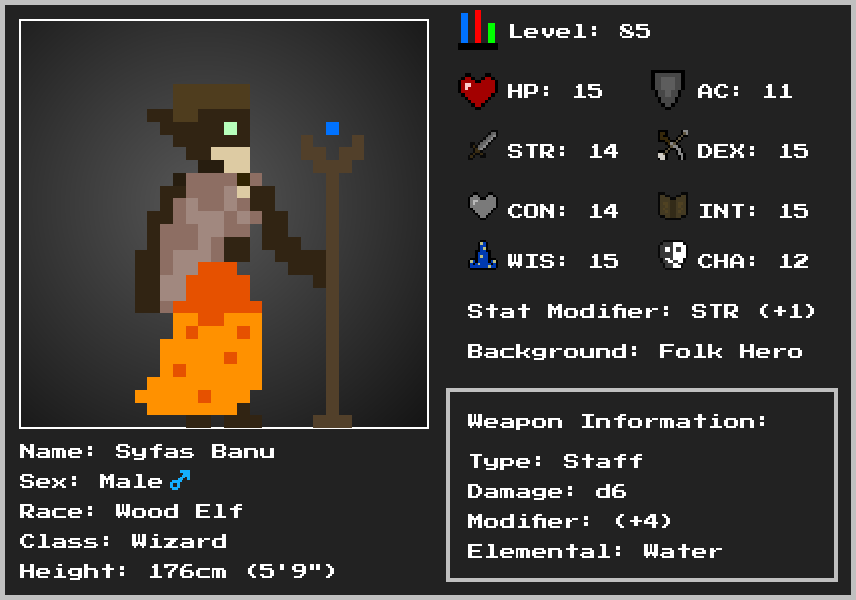 Level: 85
HP: 15 AC: 11
STR: 14 DEX: 15
CON: 14 INT: 15
WIS: 15 CHA: 12
Stat Modifier: STR (+1)
Background: Folk Hero
Weapon Information:
Type: Staff
Damage: d6
Modifier: (+4)
Elemental: Water
Name: Syfas Banu
Sex: Male ♂
Race: Wood Elf
Class: Wizard
Height: 176cm (5'9")